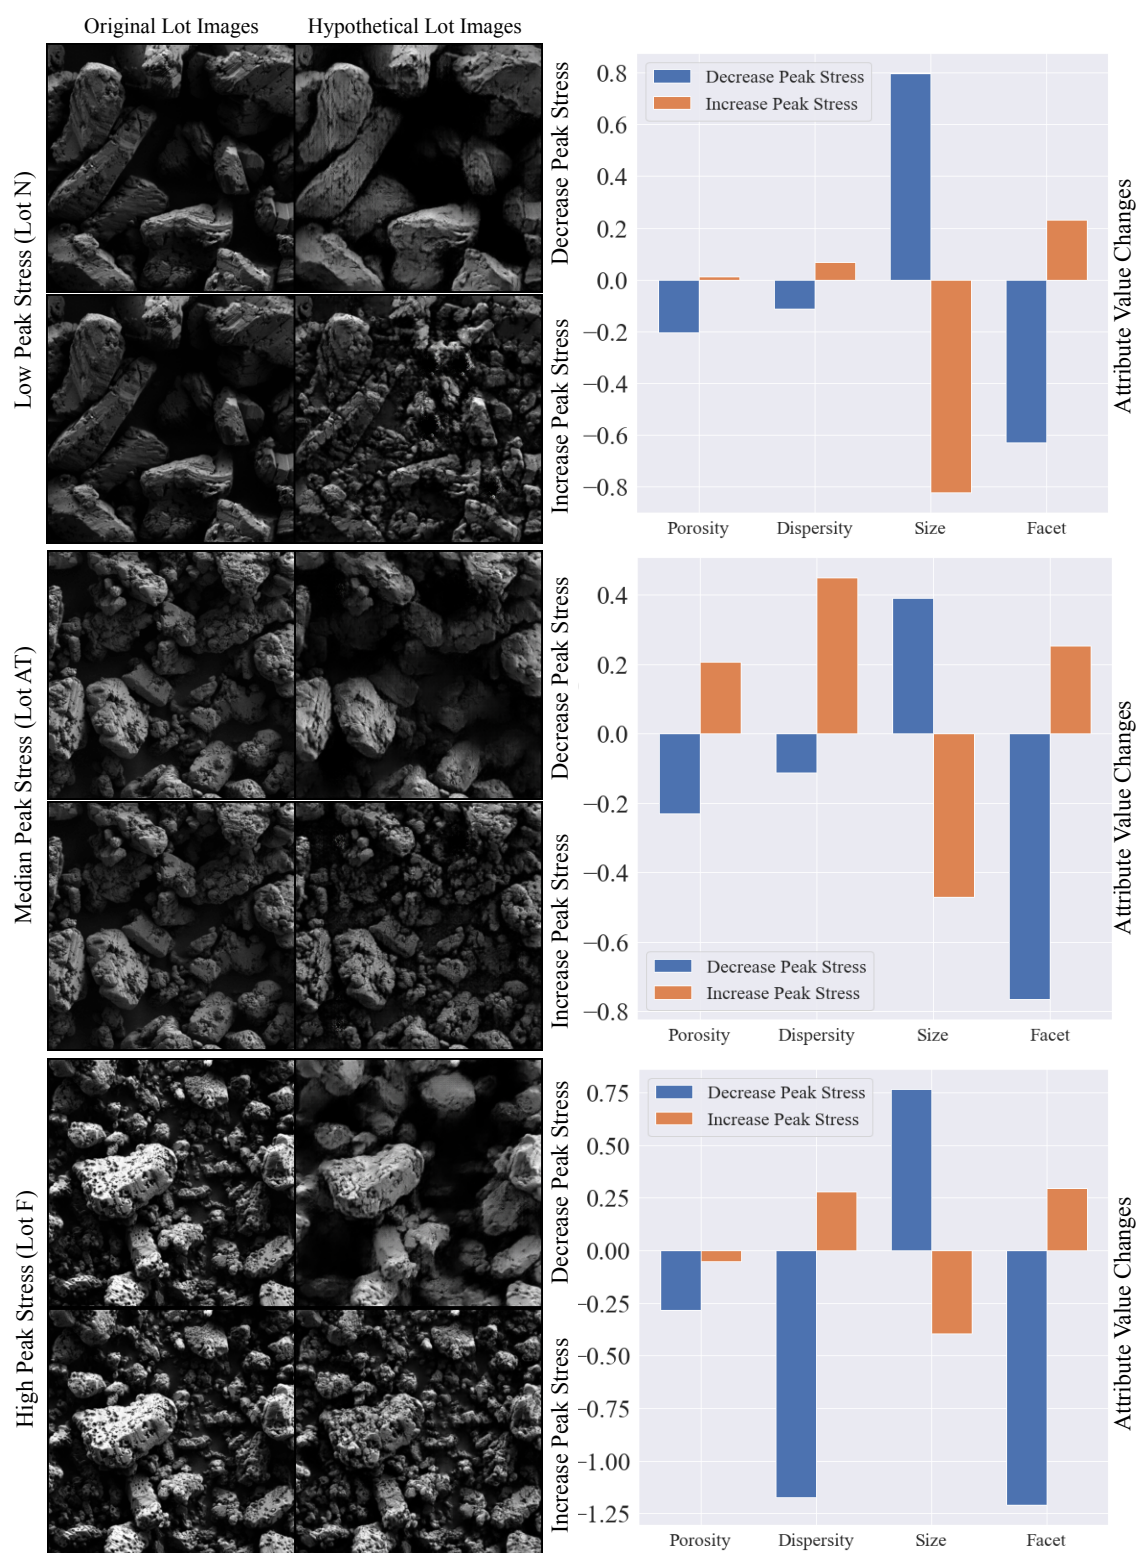 Original Lot Images
Hypothetical Lot Images
Low Peak Stress (Lot N)
Decrease Peak Stress
Increase Peak Stress
Decrease Peak Stress
Increase Peak Stress
0.8
0.6
0.4
0.2
0.0
−0.2
−0.4
−0.6
−0.8
Porosity
Dispersity
Size
Facet
Attribute Value Changes
Median Peak Stress (Lot AT)
Decrease Peak Stress
Increase Peak Stress
0.4
0.2
0.0
−0.2
−0.4
−0.6
−0.8
Decrease Peak Stress
Increase Peak Stress
Porosity
Dispersity
Size
Facet
Attribute Value Changes
High Peak Stress (Lot F)
Decrease Peak Stress
Increase Peak Stress
Decrease Peak Stress
Increase Peak Stress
0.75
0.50
0.25
0.00
−0.25
−0.50
−0.75
−1.00
−1.25
Porosity
Dispersity
Size
Facet
Attribute Value Changes